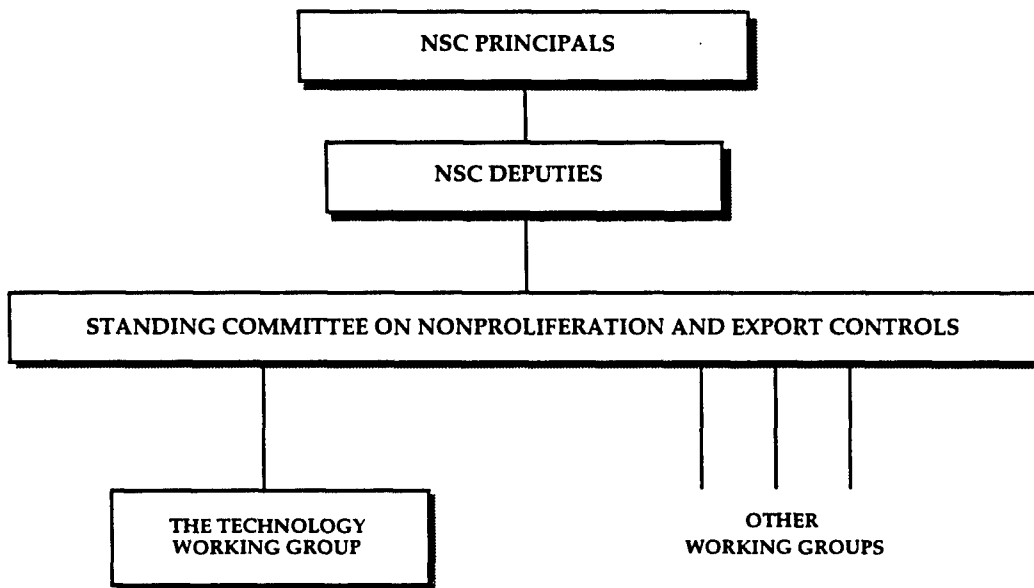 NSC PRINCIPALS
NSC DEPUTIES
STANDING COMMITTEE ON NONPROLIFERATION AND EXPORT CONTROLS
THE TECHNOLOGY
WORKING GROUP
OTHER
WORKING GROUPS